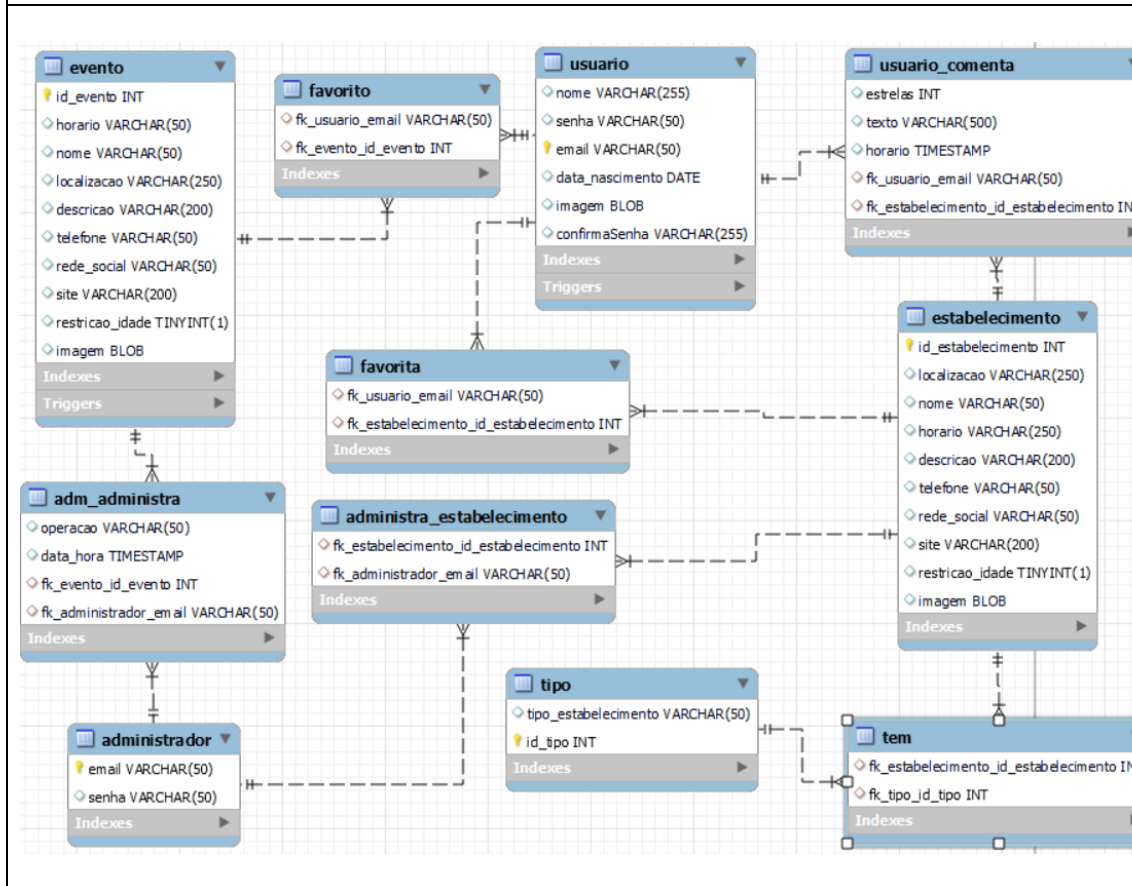 evento
id_evento INT
horario VARCHAR(50)
nome VARCHAR(50)
localizacao VARCHAR(250)
descricao VARCHAR(200)
telefone VARCHAR(50)
rede_social VARCHAR(50)
site VARCHAR(200)
restricao_idade TINYINT(1)
imagem BLOB
Indexes
Triggers
favorito
fk_usuario_email VARCHAR(50)
fk_evento_id_evento INT
Indexes
usuario
nome VARCHAR(255)
senha VARCHAR(50)
email VARCHAR(50)
data_nascimento DATE
imagem BLOB
confirmaSenha VARCHAR(255)
Indexes
Triggers
usuario_comenta
estrelas INT
texto VARCHAR(500)
horario TIMESTAMP
fk_usuario_email VARCHAR(50)
fk_estabelecimento_id_estabelecimento
Indexes
favorita
fk_usuario_email VARCHAR(50)
fk_estabelecimento_id_estabelecimento INT
Indexes
estabelecimento
id_estabelecimento INT
localizacao VARCHAR(250)
nome VARCHAR(50)
horario VARCHAR(250)
descricao VARCHAR(200)
telefone VARCHAR(50)
rede_social VARCHAR(50)
site VARCHAR(200)
restricao_idade TINYINT(1)
imagem BLOB
Indexes
adm_administra
operacao VARCHAR(50)
data_hora TIMESTAMP
fk_evento_id_evento INT
fk_administrador_email VARCHAR(50)
Indexes
administra_estabelecimento
fk_estabelecimento_id_estabelecimento INT
fk_administrador_email VARCHAR(50)
Indexes
administrador
email VARCHAR(50)
senha VARCHAR(50)
Indexes
tipo
tipo_estabelecimento VARCHAR(50)
id_tipo INT
Indexes
tem
fk_estabelecimento_id_estabelecimento
fk_tipo_id_tipo INT
Indexes